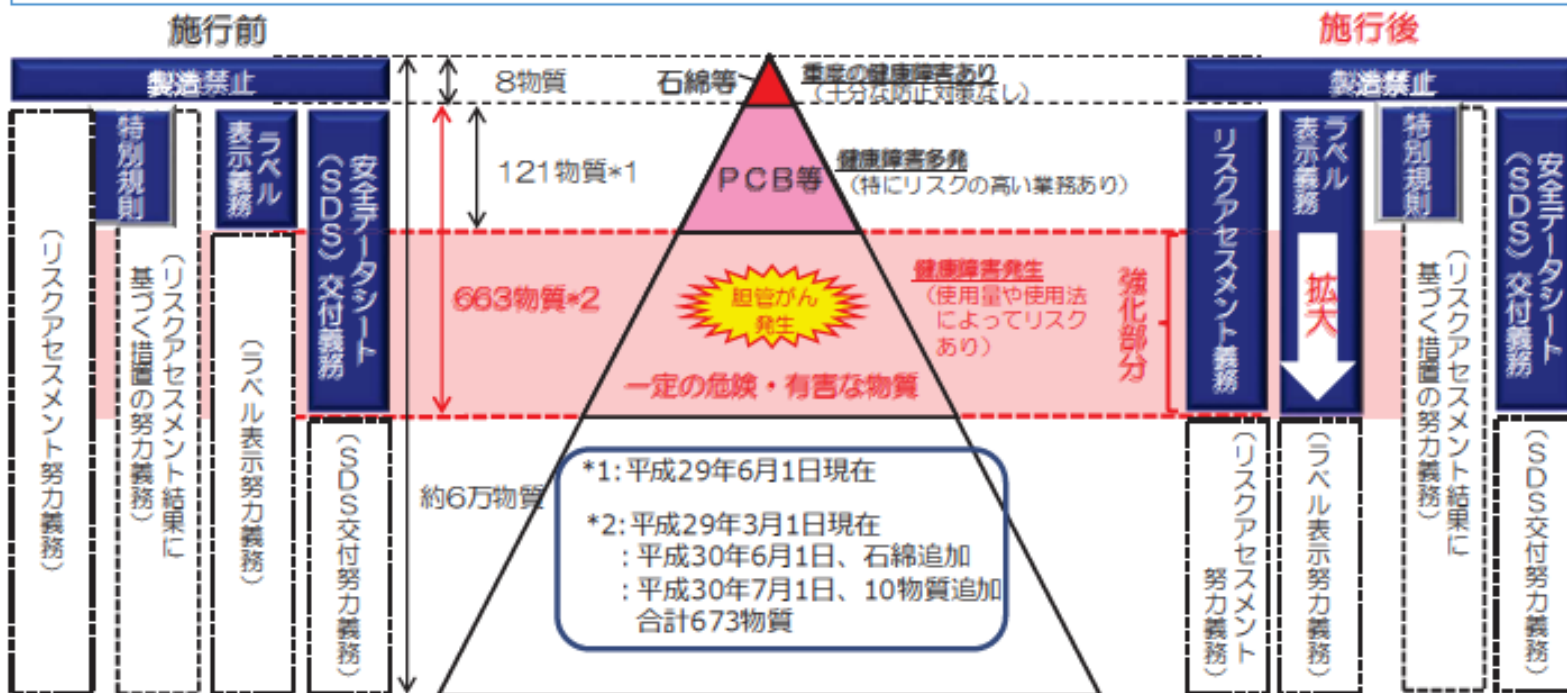 施行前
製造禁止
特別規則
ラベル
表示義務
安全データシート
（SDS）交付義務
（リスクアセスメント努力義務）
（リスクアセスメント結果に
基づく措置の努力義務）
（ラベル表示努力義務）
（SDS交付努力義務）
8物質
121物質*1
663物質*2
約6万物質
石綿等
重度の健康障害あり
（十分な防止対策なし）
PCB等
健康障害多発
（特にリスクの高い業務あり）
胆管がん
発生
健康障害発生
（使用量や使用法
によってリスク
あり）
一定の危険・有害な物質
強化部分
*1:平成29年6月1日現在
*2:平成29年3月1日現在
:平成30年6月1日、石綿追加
:平成30年7月1日、10物質追加
合計673物質
施行後
製造禁止
リスクアセスメント義務
ラベル
表示義務
拡大
特別規則
安全データシート
（SDS）交付義務
（リスクアセスメント
努力義務）
（ラベル表示努力義務）
（リスクアセスメント結果に
基づく措置の努力義務）
（SDS交付努力義務）